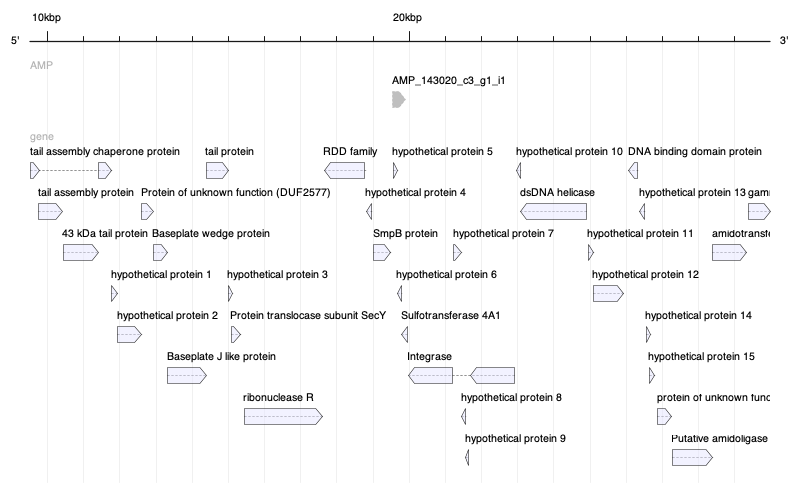 10kbp 20kbp
5' 3'
AMP
AMP_143020_c3_g1_i1
gene
tail assembly chaperone protein tail protein RDD family hypothetical protein 5 hypothetical protein 10 DNA binding domain protein
tail assembly protein Protein of unknown function (DUF2577) hypothetical protein 4 dsDNA helicase hypothetical protein 13 gam
43 kDa tail protein Baseplate wedge protein SmpB protein hypothetical protein 7 hypothetical protein 11 amidotransf
hypothetical protein 1 hypothetical protein 3 hypothetical protein 6 hypothetical protein 12
hypothetical protein 2 Protein translocase subunit SecY Sulfotransferase 4A1 hypothetical protein 14
Baseplate J like protein Integrase hypothetical protein 15
ribonuclease R hypothetical protein 8 protein of unknown func
hypothetical protein 9 Putative amidoligase